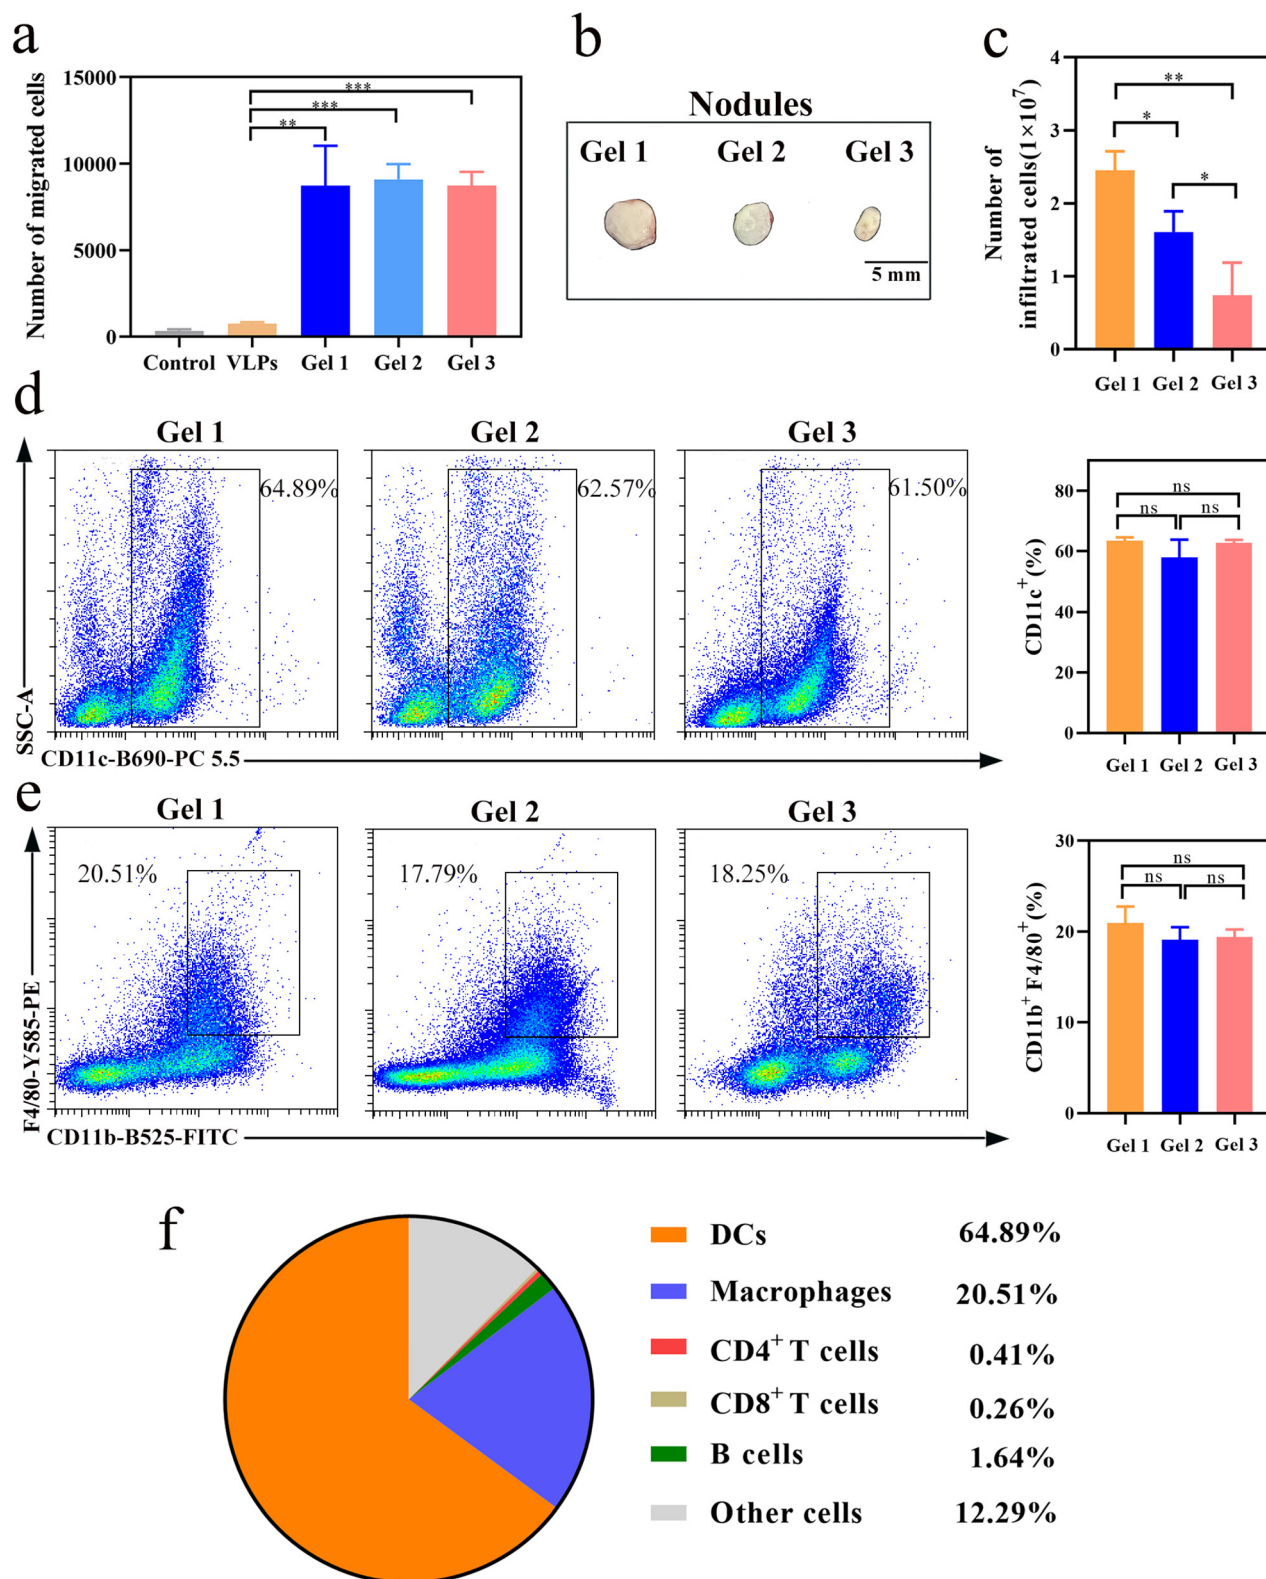 a
Number of migrated cells
15000
10000
5000
0
***
***
**
Control VLPs Gel 1 Gel 2 Gel 3
b
Nodules
Gel 1 Gel 2 Gel 3
5 mm
c
Number of
infiltrated cells(1×10⁷)
4
3
2
1
0
**
*
*
Gel 1 Gel 2 Gel 3
d
Gel 1 Gel 2 Gel 3
64.89% 62.57% 61.50%
SSC-A
CD11c-B690-PC 5.5
CD11c⁺(%)
80
60
40
20
0
ns
ns ns
Gel 1 Gel 2 Gel 3
e
Gel 1 Gel 2 Gel 3
20.51% 17.79% 18.25%
F4/80-Y585-PE
CD11b-B525-FITC
CD11b⁺ F4/80⁺(%)
30
20
10
0
ns
ns ns
Gel 1 Gel 2 Gel 3
f
DCs 64.89%
Macrophages 20.51%
CD4⁺ T cells 0.41%
CD8⁺ T cells 0.26%
B cells 1.64%
Other cells 12.29%